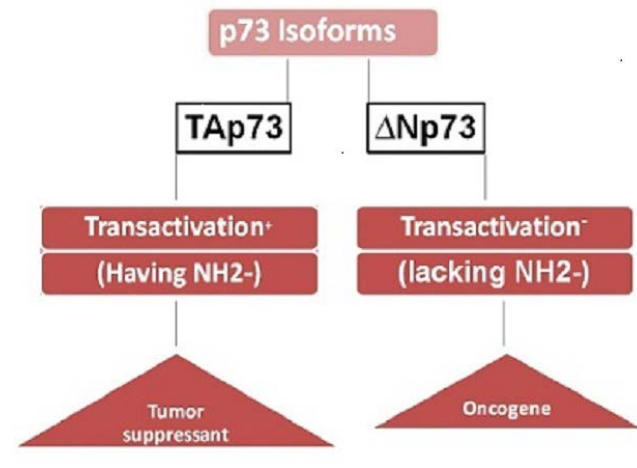 p73 Isoforms
TAp73
ΔNp73
Transactivation⁺
(Having NH2-)
Transactivation⁻
(lacking NH2-)
Tumor
suppressant
Oncogene